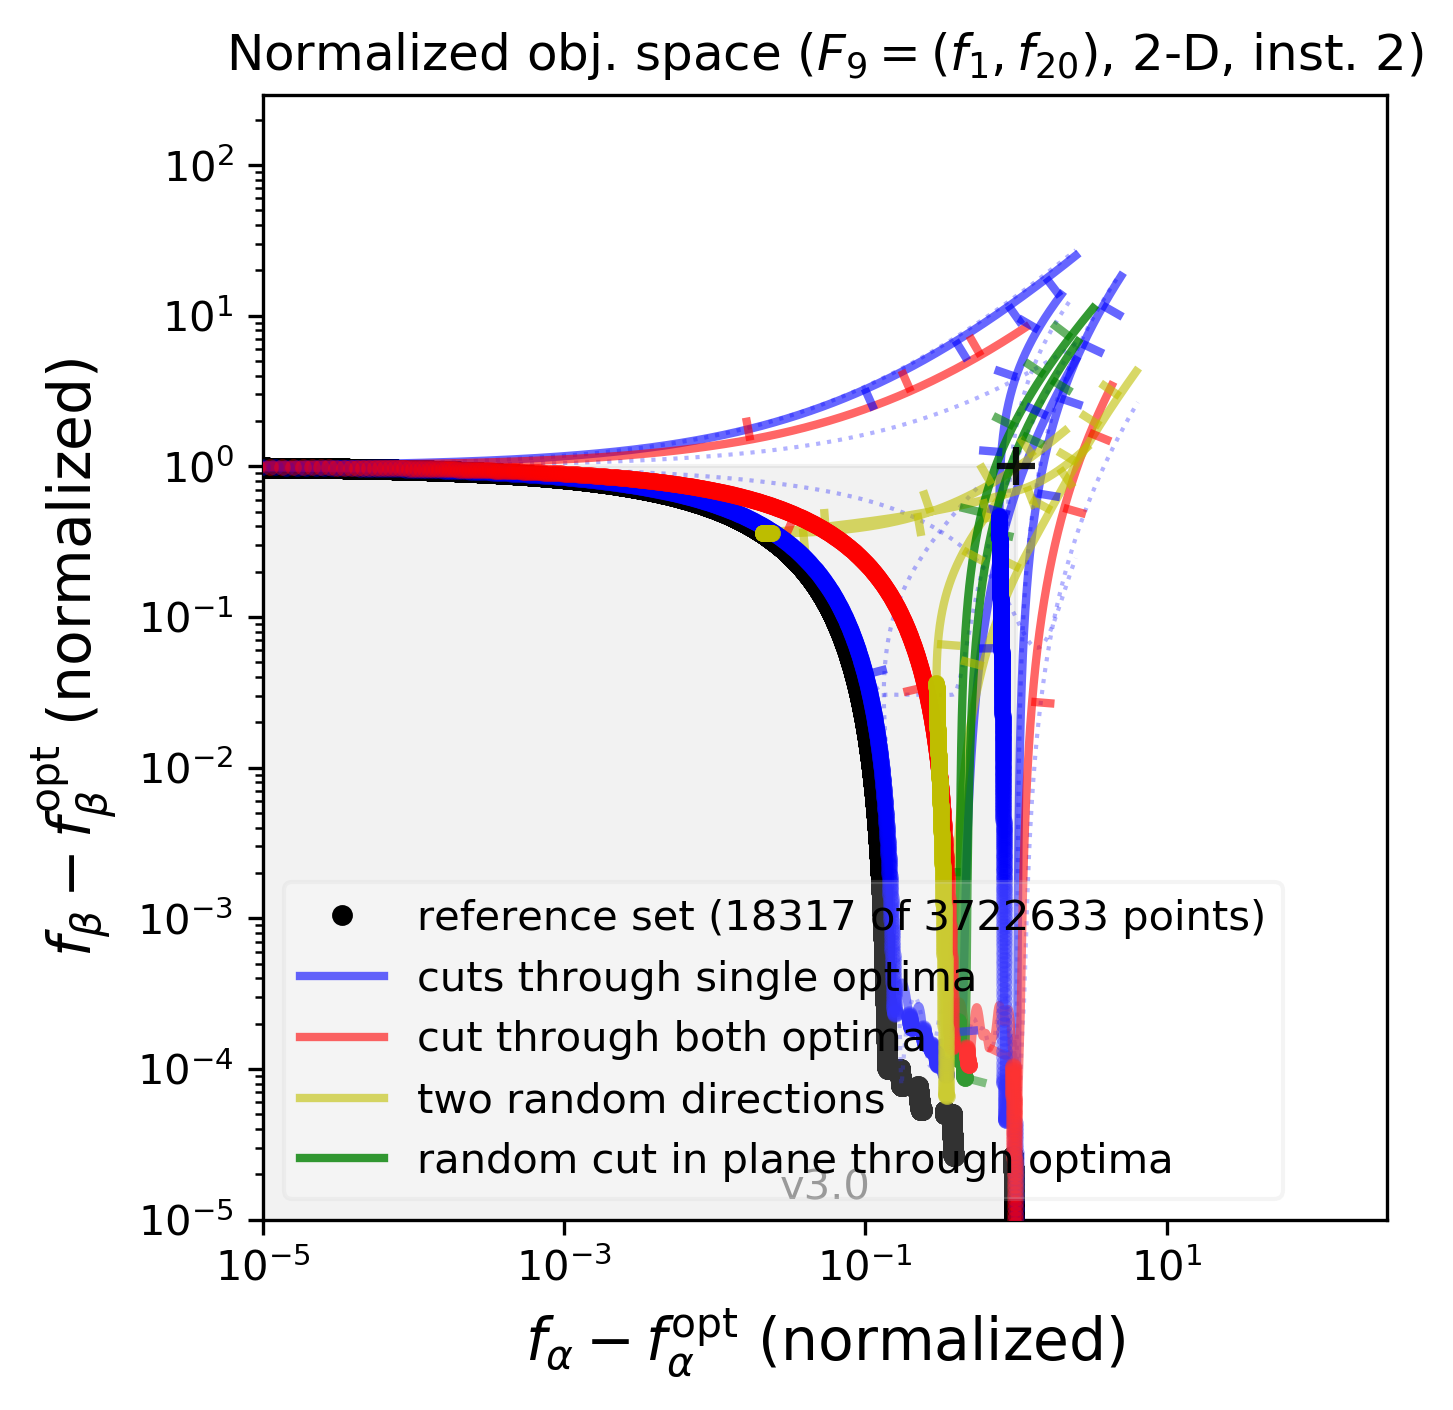 Normalized obj. space (F₉ = (f₁, f₂₀), 2-D, inst. 2)
10²
10¹
10⁰
10⁻¹
10⁻²
10⁻³
10⁻⁴
10⁻⁵
f_β − f_β^opt (normalized)
reference set (18317 of 3722633 points)
cuts through single optima
cut through both optima
two random directions
random cut in plane through optima
v3.0
10⁻⁵ 10⁻³ 10⁻¹ 10¹
f_α − f_α^opt (normalized)